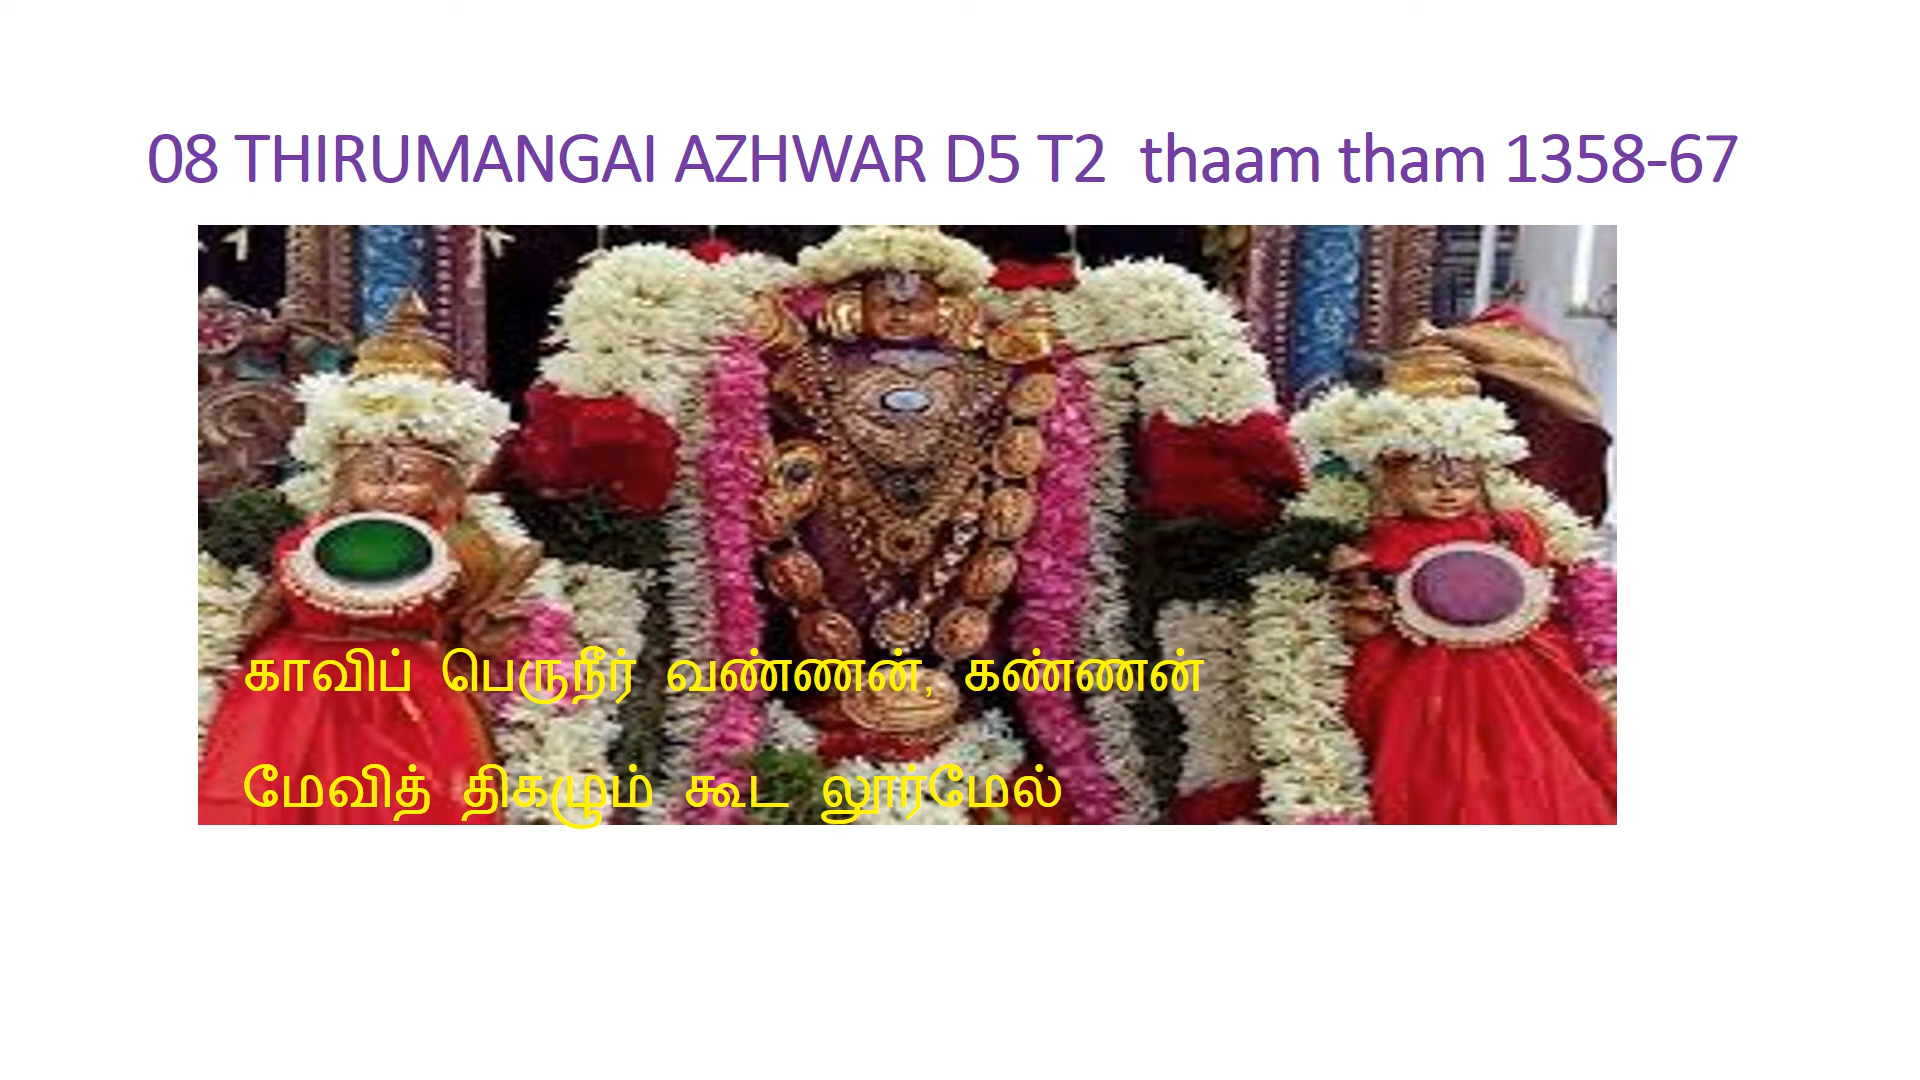 08 THIRUMANGAI AZHWAR D5 T2 thaam tham 1358-67
காவிப் பெருநீர் வண்ணன், கண்ணன்
மேவித் திகழும் கூட லூர்மேல்